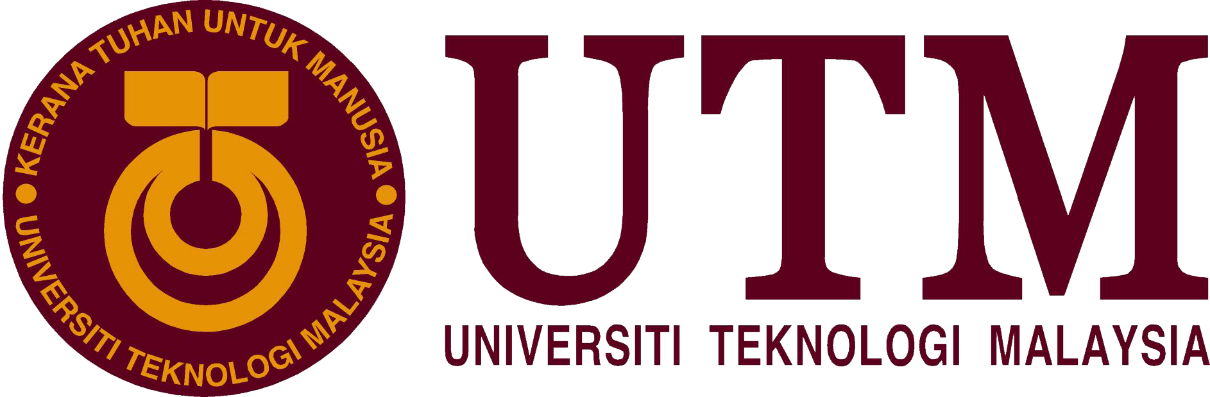 KERANA TUHAN UNTUK MANUSIA
UNIVERSITI TEKNOLOGI MALAYSIA
UTM
UNIVERSITI TEKNOLOGI MALAYSIA